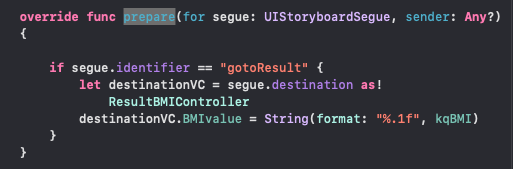 override func prepare(for segue: UIStoryboardSegue, sender: Any?)
{
if segue.identifier == "gotoResult" {
let destinationVC = segue.destination as!
ResultBMIController
destinationVC.BMIvalue = String(format: "%.1f", kqBMI)
}
}